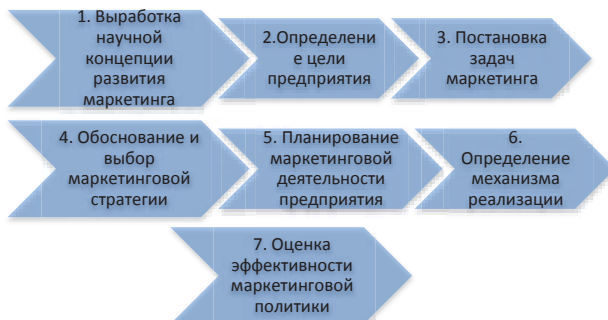 1. Выработка
научной
концепции
развития
маркетинга
2.Определени
е цели
предприятия
3. Постановка
задач
маркетинга
4. Обоснование и
выбор
маркетинговой
стратегии
5. Планирование
маркетинговой
деятельности
предприятия
6.
Определение
механизма
реализации
7. Оценка
эффективности
маркетинговой
политики